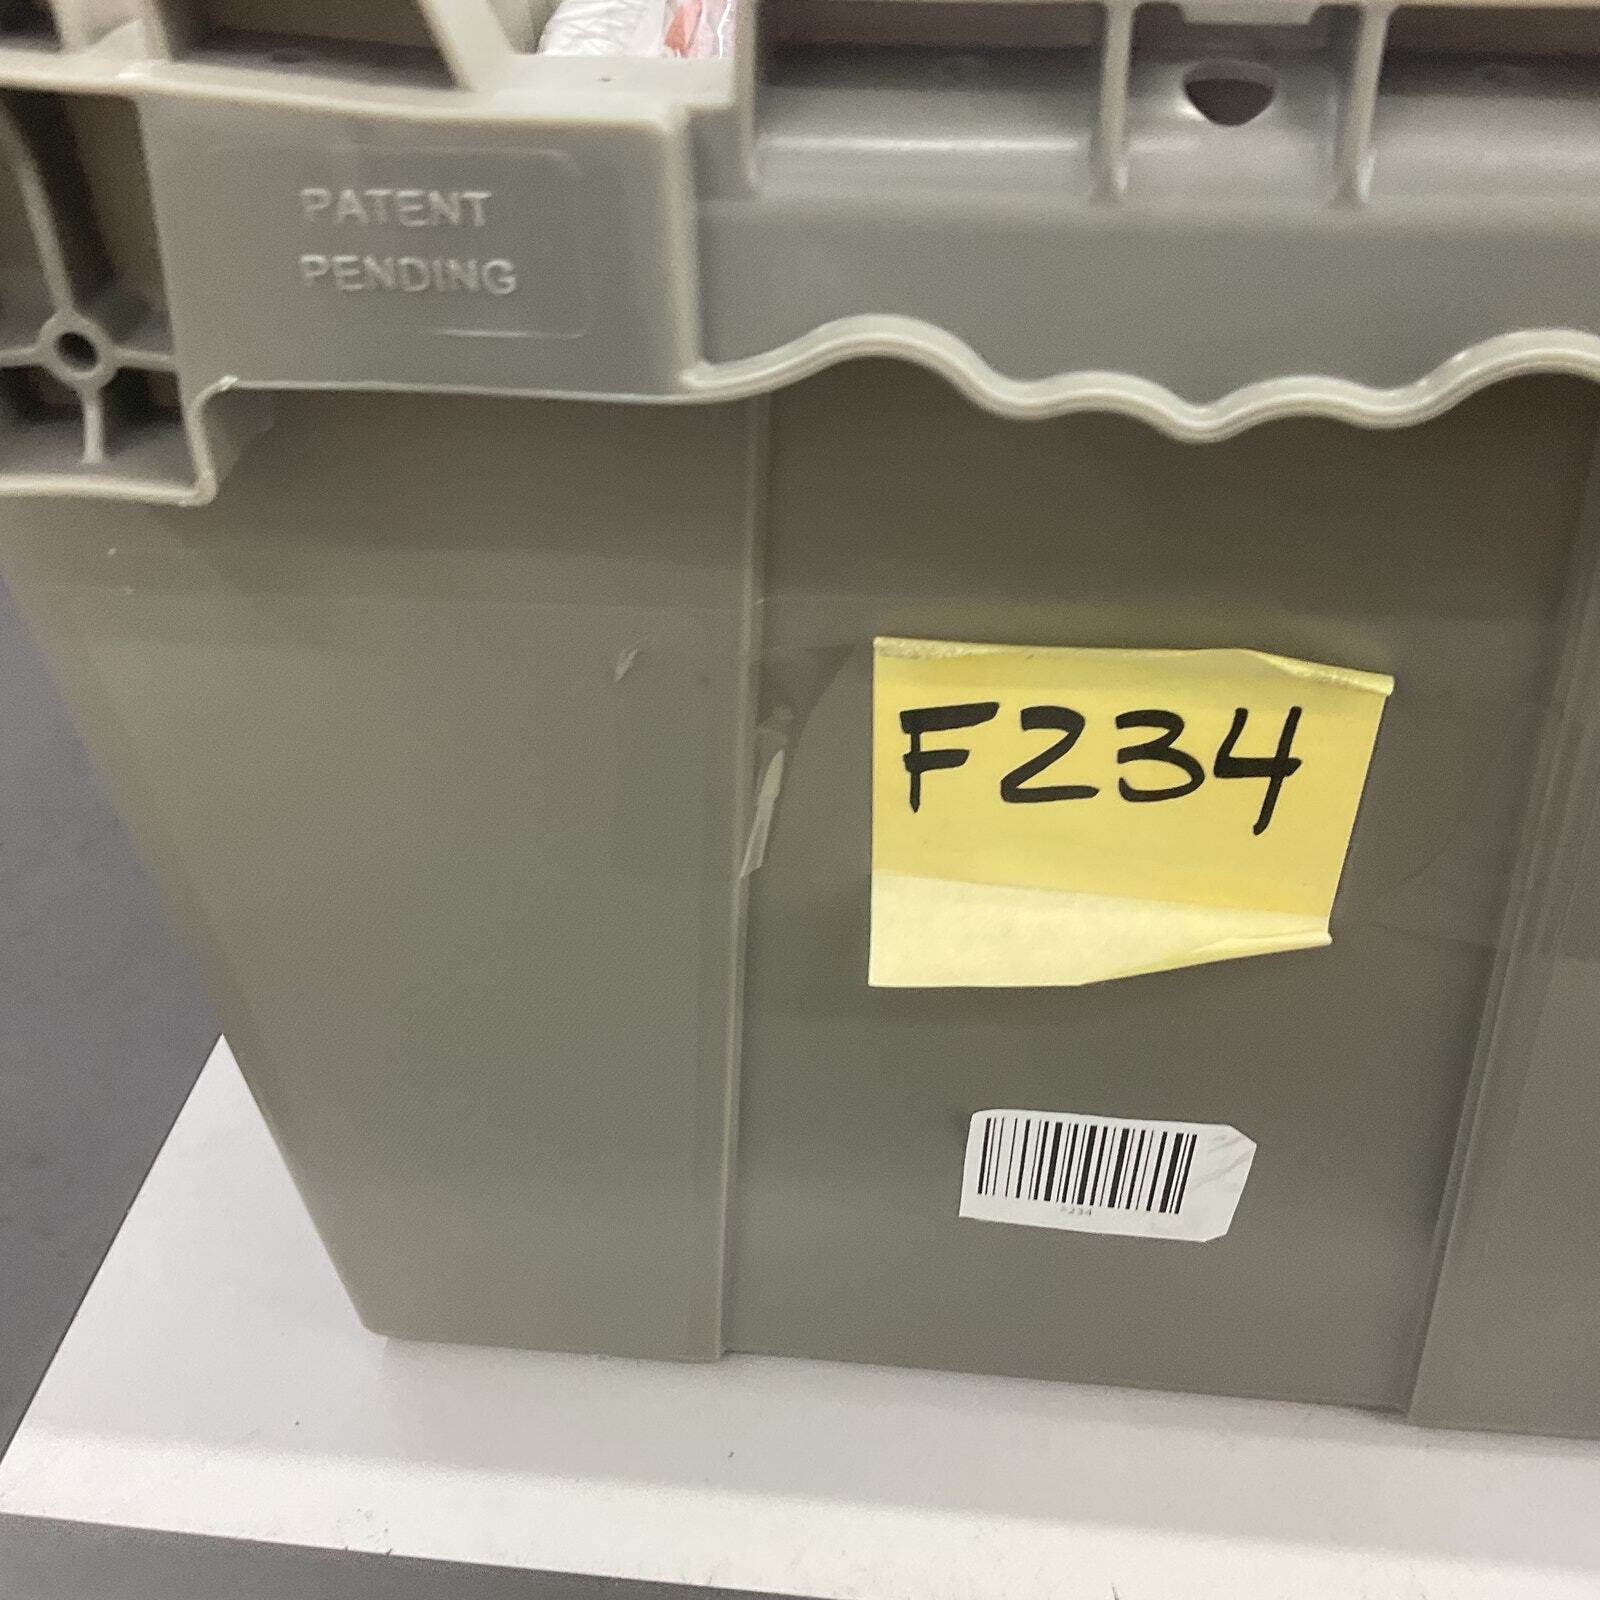 PATENT
PENDING
F234